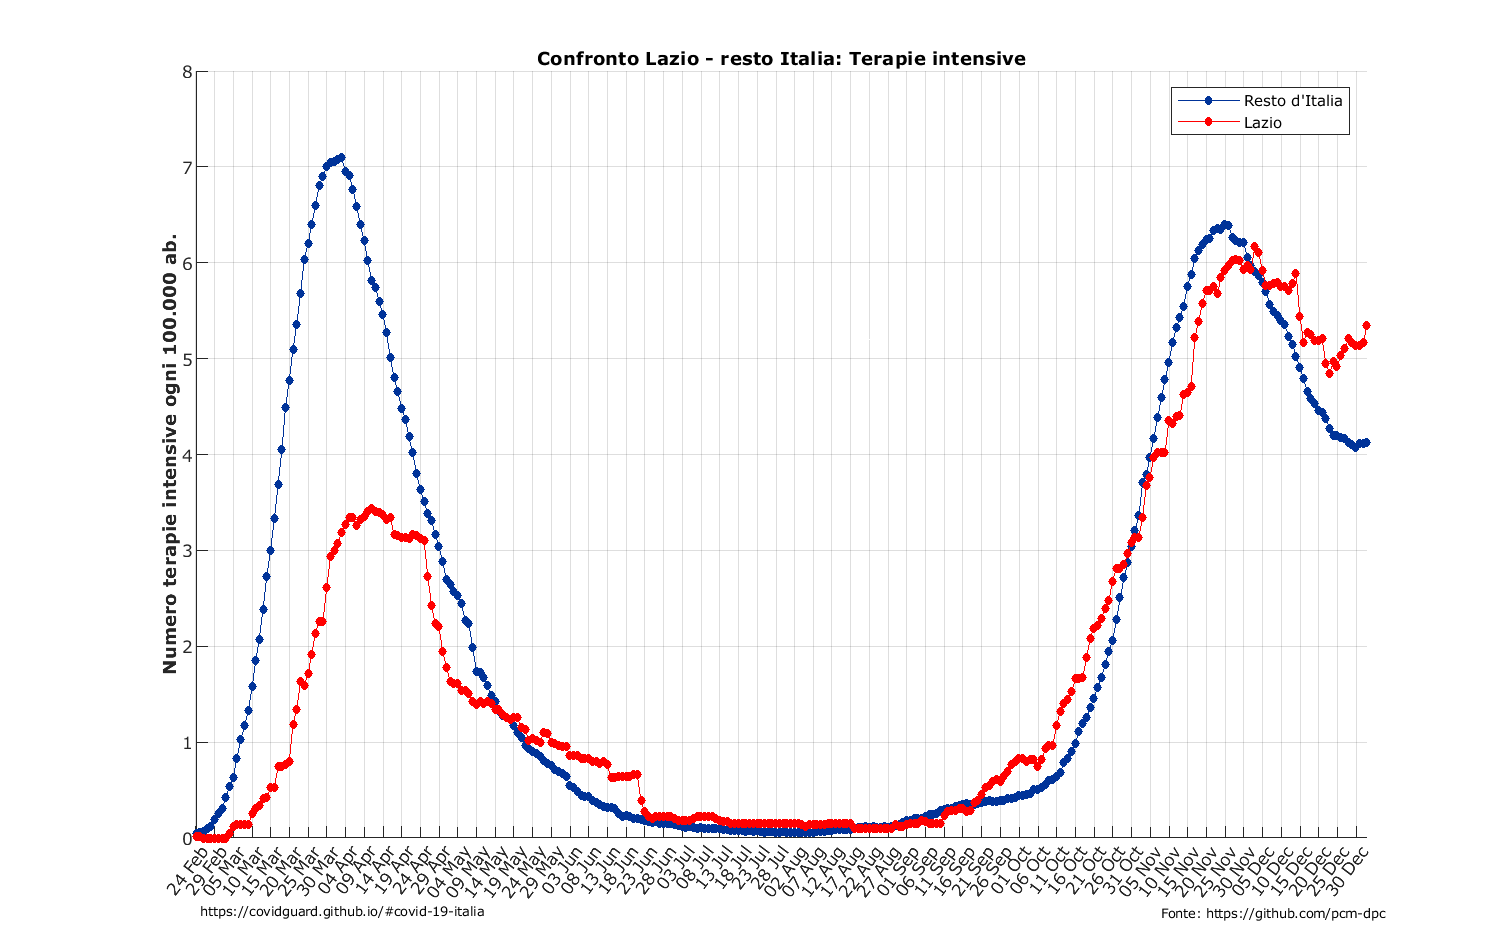 Confronto Lazio - resto Italia: Terapie intensive
Resto d'Italia
Lazio
Numero terapie intensive ogni 100.000 ab.
8
7
6
5
4
3
2
1
0
24 Feb
29 Feb
05 Mar
10 Mar
15 Mar
20 Mar
25 Mar
30 Mar
04 Apr
09 Apr
14 Apr
19 Apr
24 Apr
29 Apr
04 May
09 May
14 May
19 May
24 May
29 May
03 Jun
08 Jun
13 Jun
18 Jun
23 Jun
28 Jun
03 Jul
08 Jul
13 Jul
18 Jul
23 Jul
28 Jul
02 Aug
07 Aug
12 Aug
17 Aug
22 Aug
27 Aug
01 Sep
06 Sep
11 Sep
16 Sep
21 Sep
26 Sep
01 Oct
06 Oct
11 Oct
16 Oct
21 Oct
26 Oct
31 Oct
05 Nov
10 Nov
15 Nov
20 Nov
25 Nov
30 Nov
05 Dec
10 Dec
15 Dec
20 Dec
25 Dec
30 Dec
https://covidguard.github.io/#covid-19-italia
Fonte: https://github.com/pcm-dpc